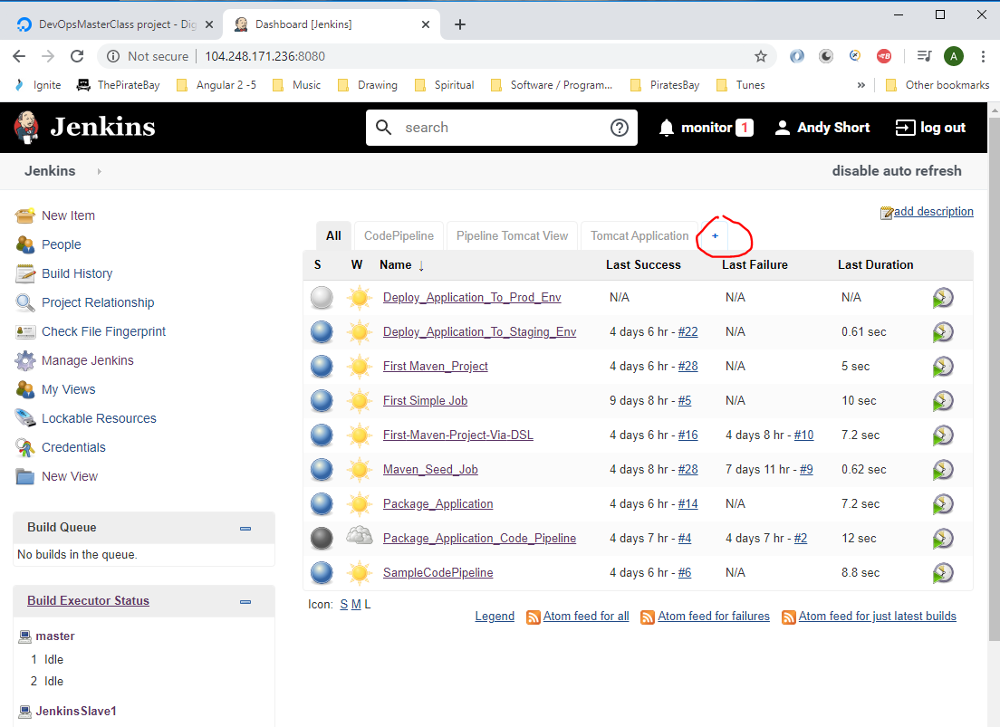 DevOpsMasterClass project - Dig
Dashboard [Jenkins]
Not secure | 104.248.171.236:8080
A
Ignite ThePirateBay Angular 2 -5 Music Drawing Spiritual Software / Program... PiratesBay Tunes » Other bookmarks
Jenkins search monitor 1 Andy Short log out
Jenkins disable auto refresh
add description
New Item
People
Build History
Project Relationship
Check File Fingerprint
Manage Jenkins
My Views
Lockable Resources
Credentials
New View
Build Queue
No builds in the queue.
Build Executor Status
master
1 Idle
2 Idle
JenkinsSlave1
All CodePipeline Pipeline Tomcat View Tomcat Application +
S W Name ↓ Last Success Last Failure Last Duration
Deploy_Application_To_Prod_Env N/A N/A N/A
Deploy_Application_To_Staging_Env 4 days 6 hr - #22 N/A 0.61 sec
First Maven_Project 4 days 6 hr - #28 N/A 5 sec
First Simple Job 9 days 8 hr - #5 N/A 10 sec
First-Maven-Project-Via-DSL 4 days 6 hr - #16 4 days 8 hr - #10 7.2 sec
Maven_Seed_Job 4 days 8 hr - #28 7 days 11 hr - #9 0.62 sec
Package_Application 4 days 6 hr - #14 N/A 7.2 sec
Package_Application_Code_Pipeline 4 days 7 hr - #4 4 days 7 hr - #2 12 sec
SampleCodePipeline 4 days 6 hr - #6 N/A 8.8 sec
Icon: S M L
Legend Atom feed for all Atom feed for failures Atom feed for just latest builds